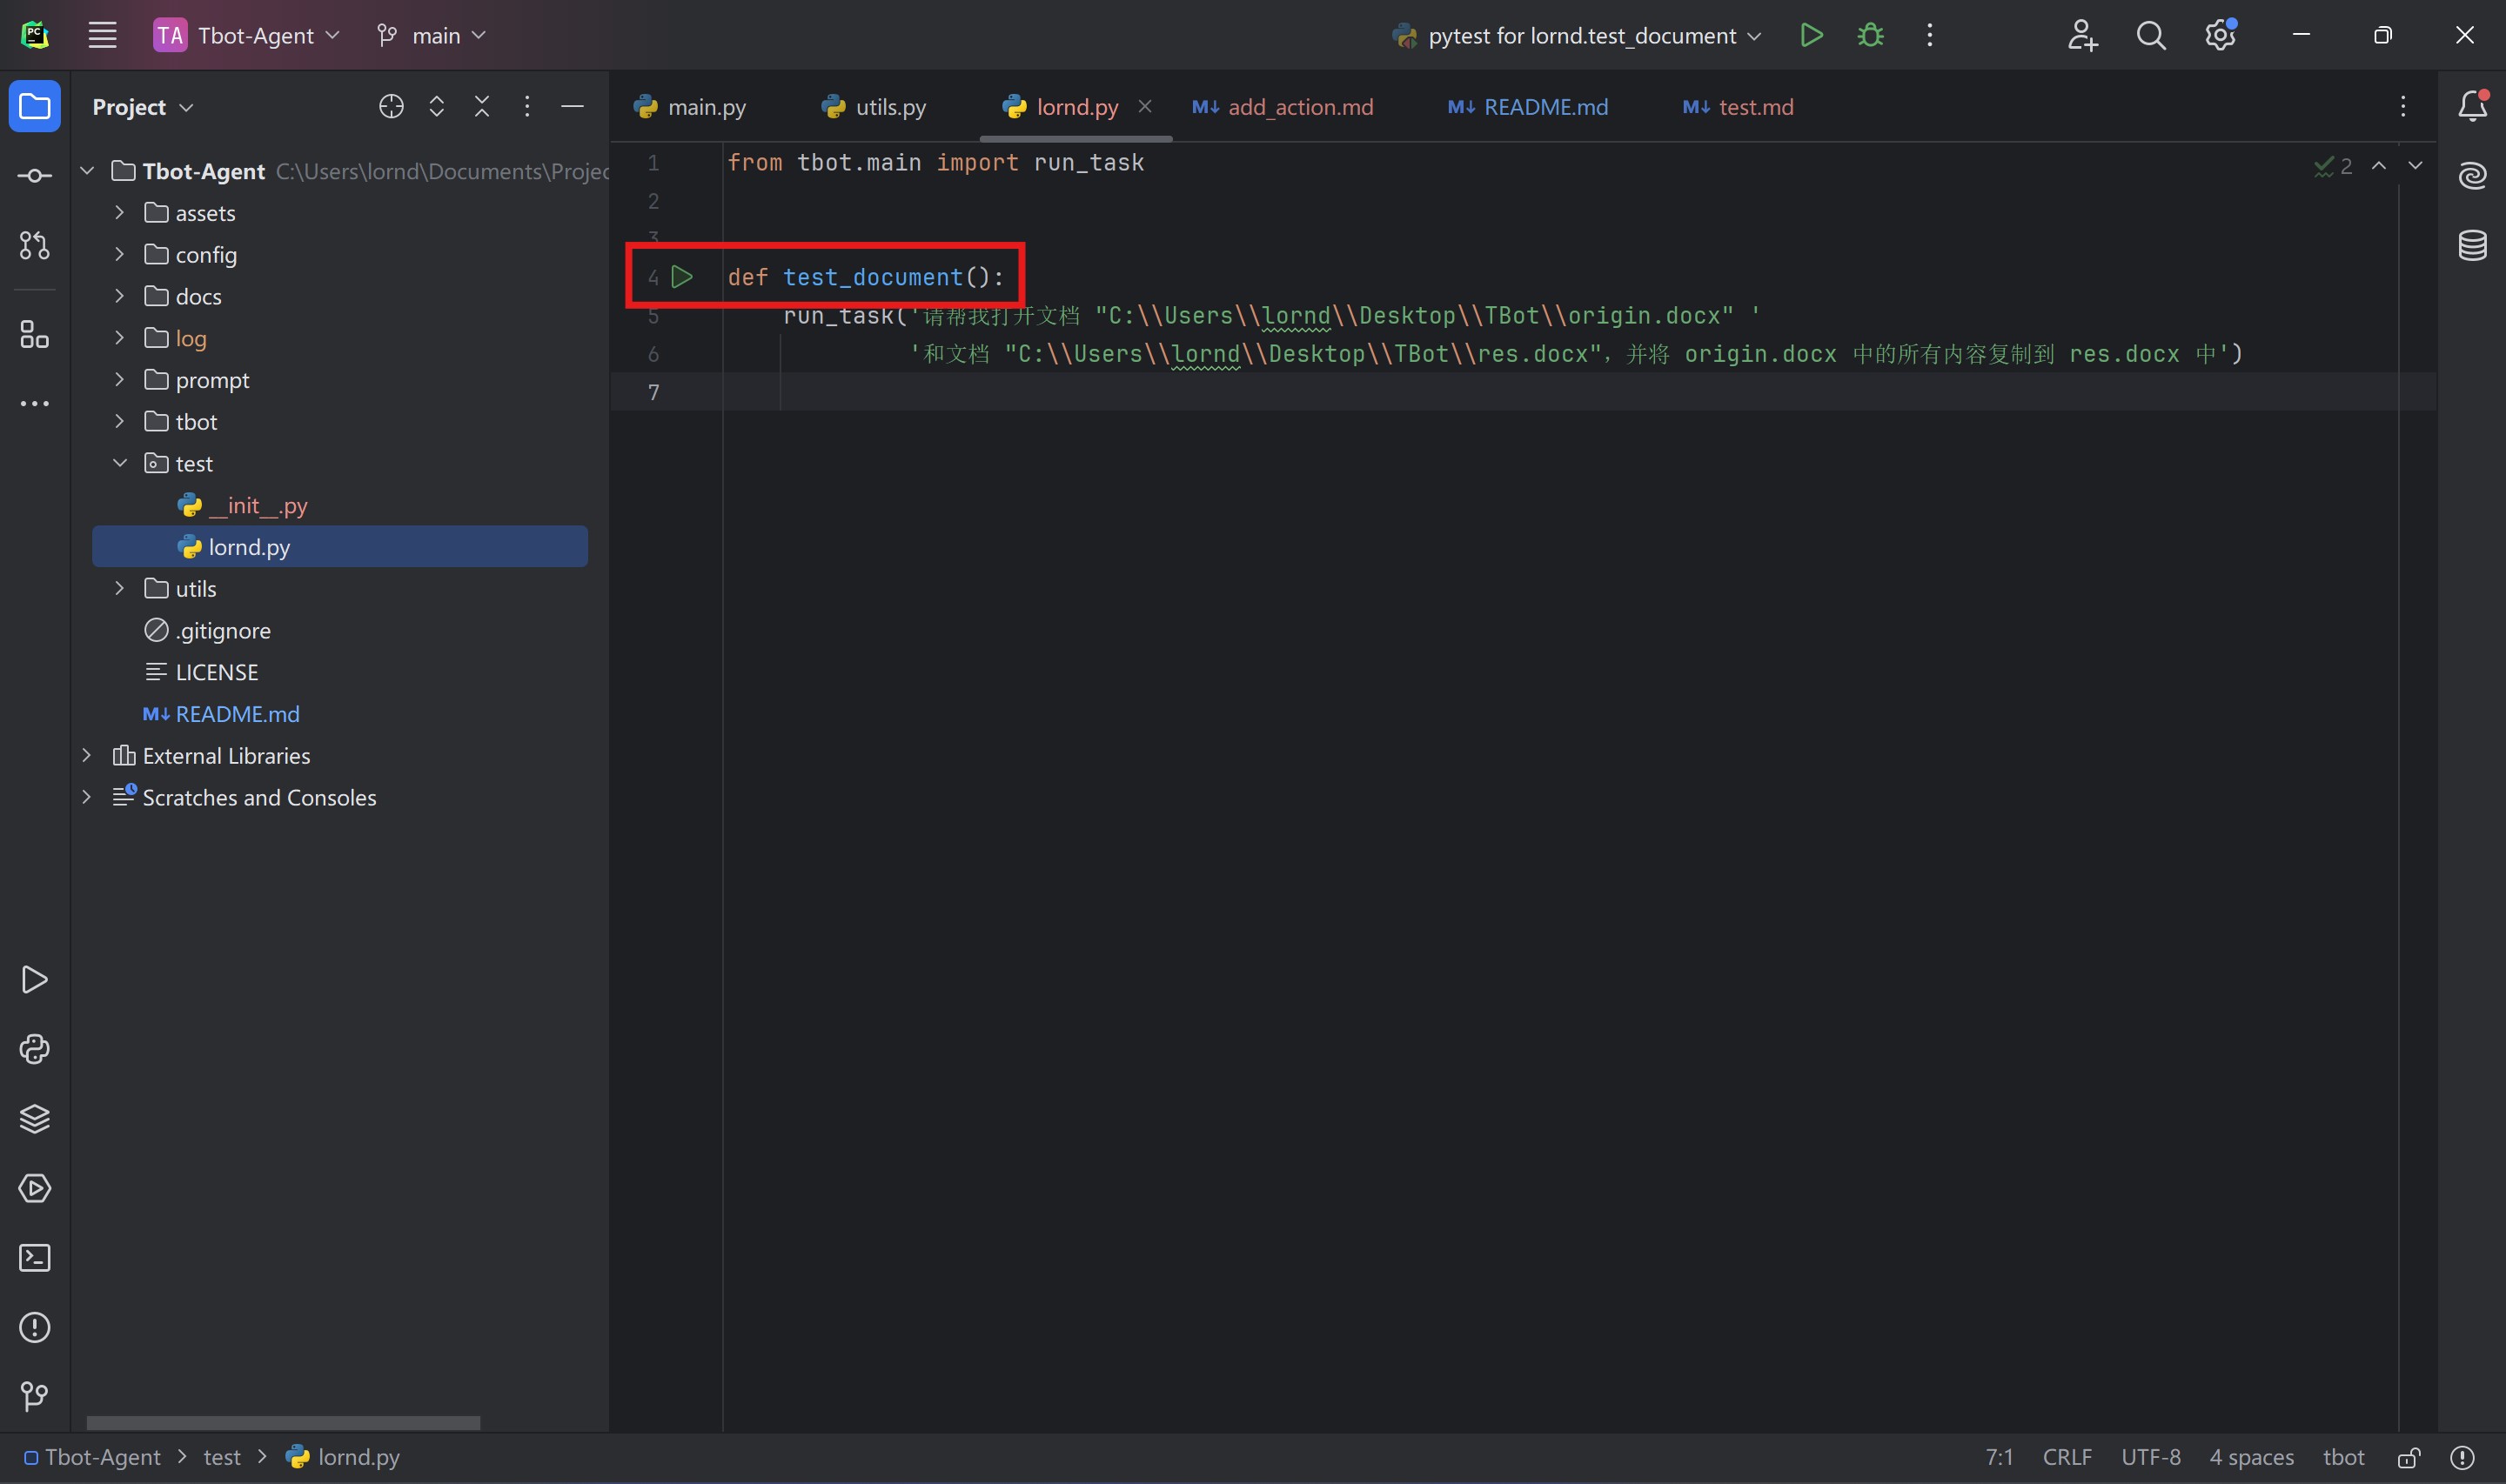 PC
TA Tbot-Agent main pytest for lornd.test_document
Project
Tbot-Agent C:\Users\lornd\Documents\Projec
assets
config
docs
log
prompt
tbot
test
__init__.py
lornd.py
utils
.gitignore
LICENSE
M↓ README.md
External Libraries
Scratches and Consoles
main.py utils.py lornd.py M↓ add_action.md M↓ README.md M↓ test.md
1 from tbot.main import run_task
2
2
3
4 def test_document():
5 run_task('请帮我打开文档 "C:\\Users\\lornd\\Desktop\\TBot\\origin.docx" '
6 '和文档 "C:\\Users\\lornd\\Desktop\\TBot\\res.docx"，并将 origin.docx 中的所有内容复制到 res.docx 中')
7
Tbot-Agent > test > lornd.py
7:1 CRLF UTF-8 4 spaces tbot